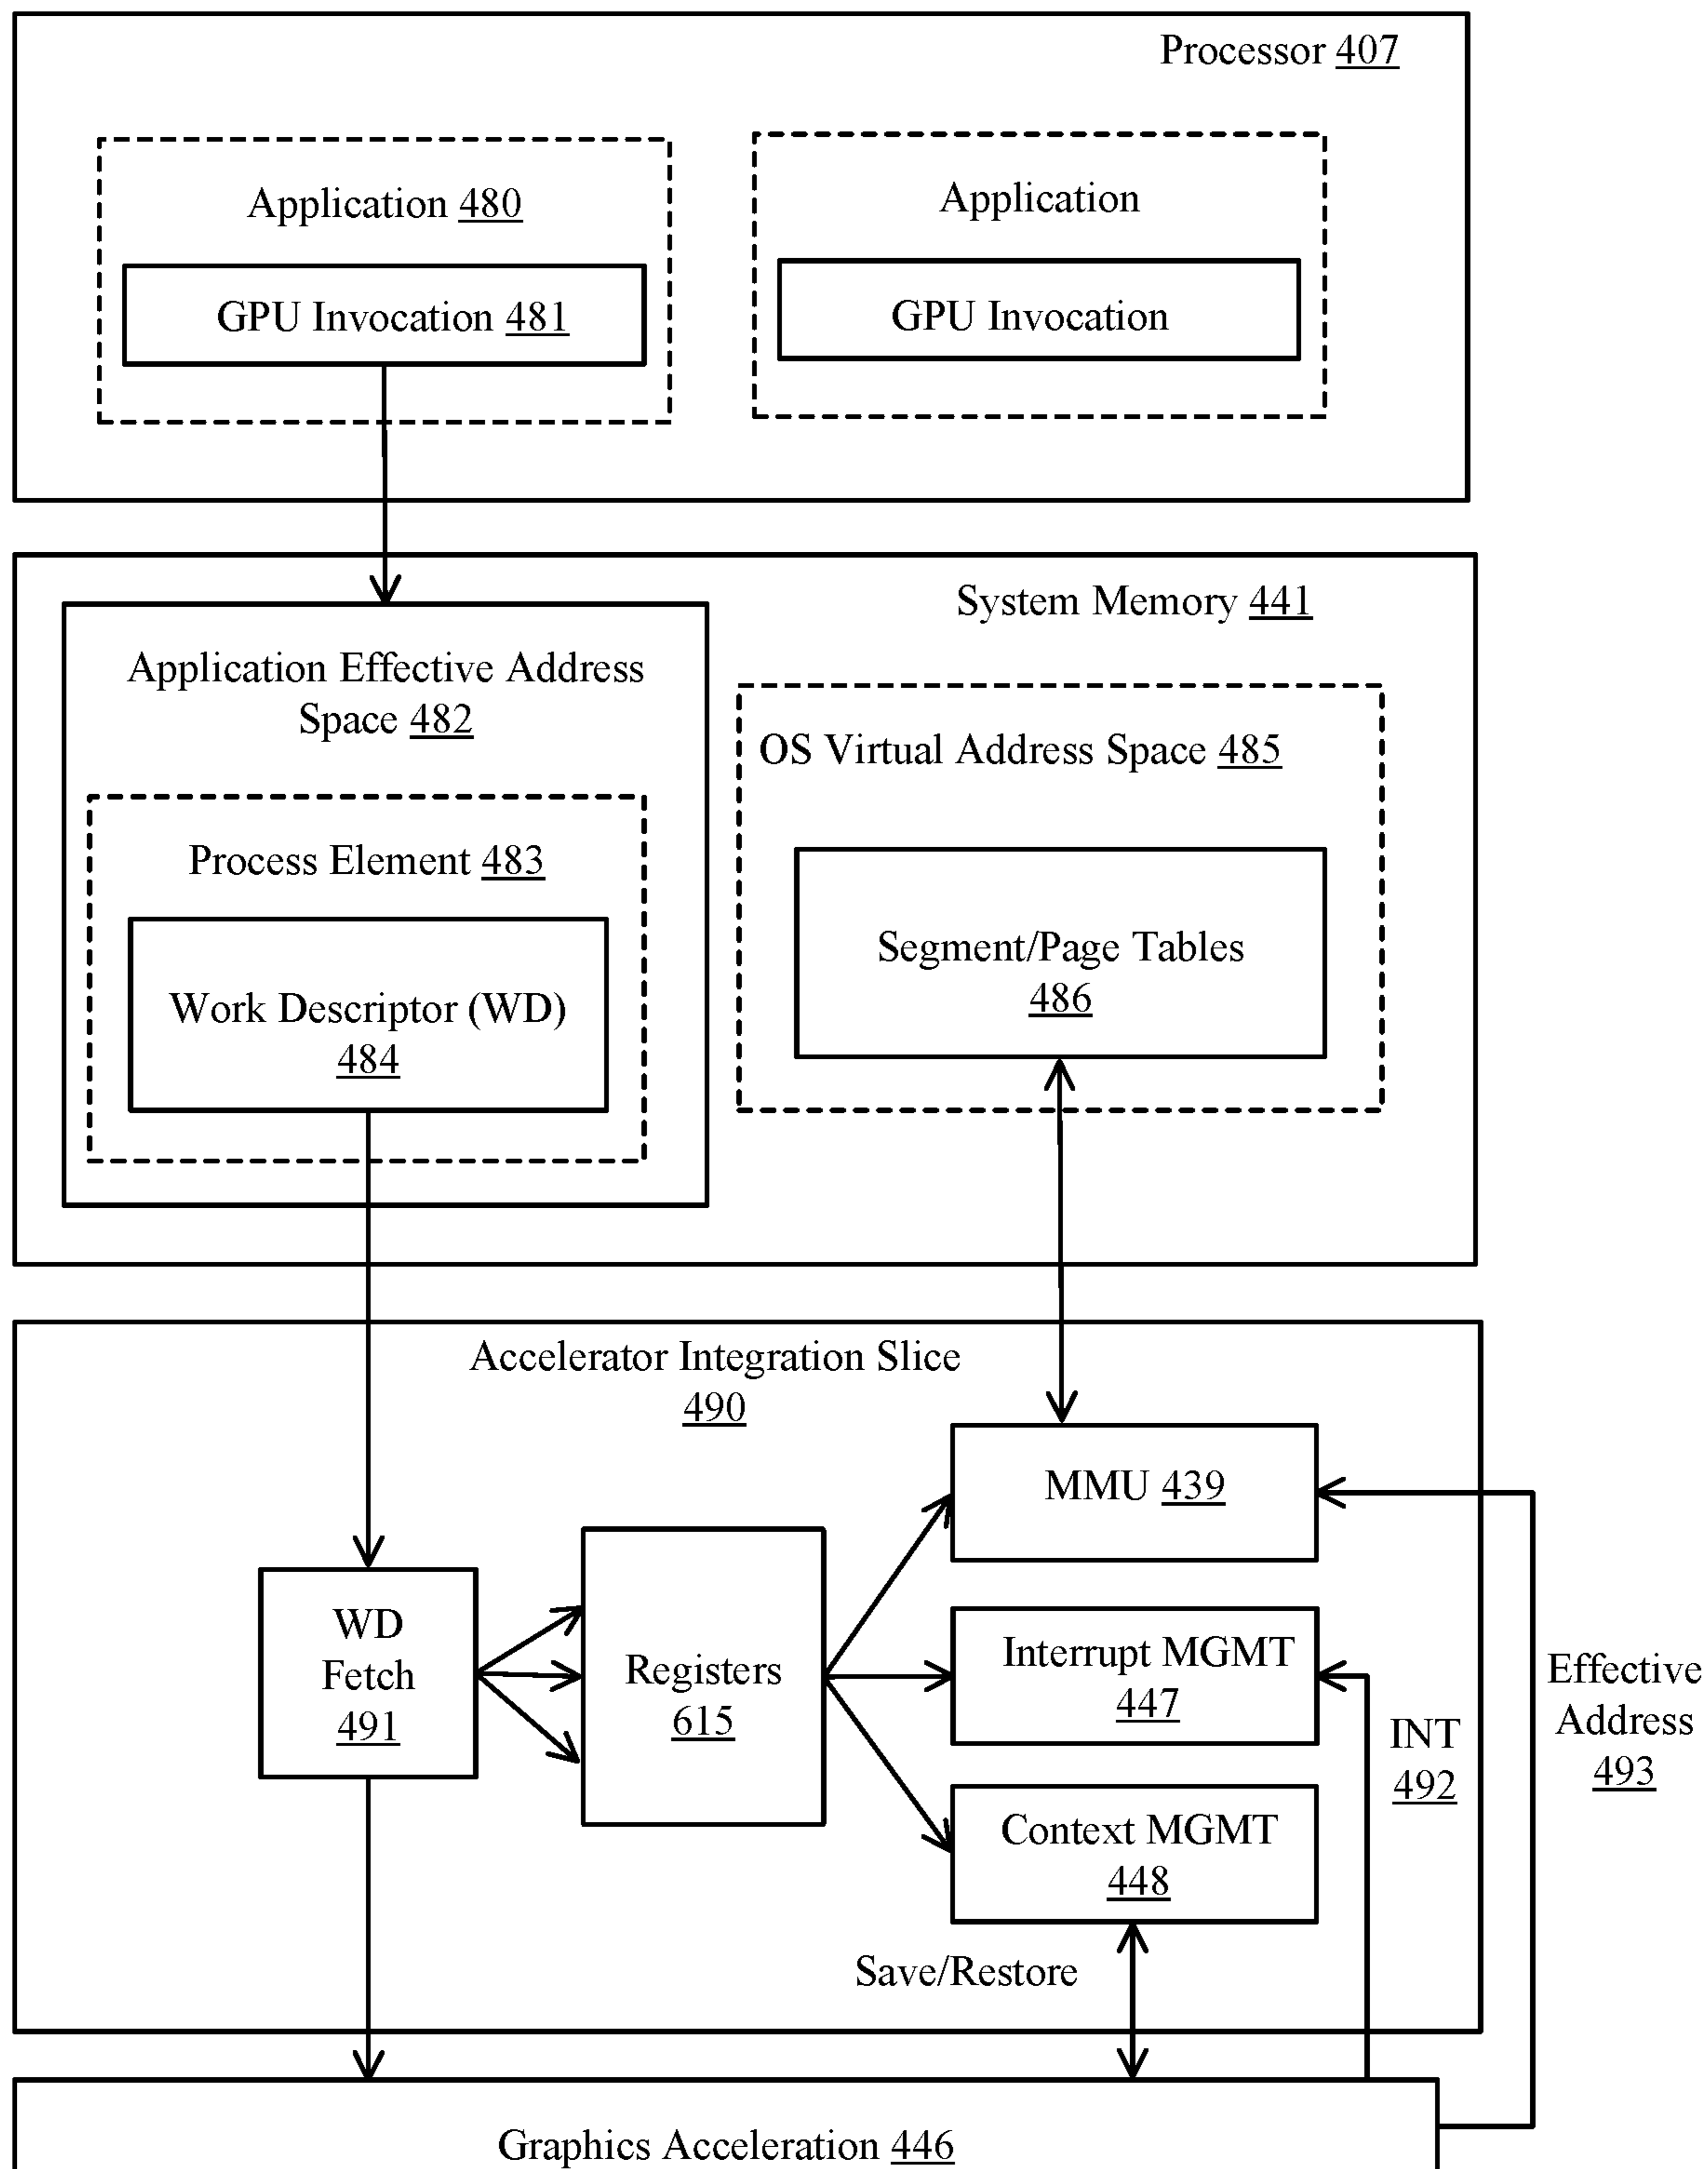 Processor 407
Application 480
GPU Invocation 481
Application
GPU Invocation
System Memory 441
Application Effective Address
Space 482
Process Element 483
Work Descriptor (WD)
484
OS Virtual Address Space 485
Segment/Page Tables
486
Accelerator Integration Slice
490
WD
Fetch
491
Registers
615
MMU 439
Interrupt MGMT
447
Context MGMT
448
Save/Restore
INT
492
Effective
Address
493
Graphics Acceleration 446